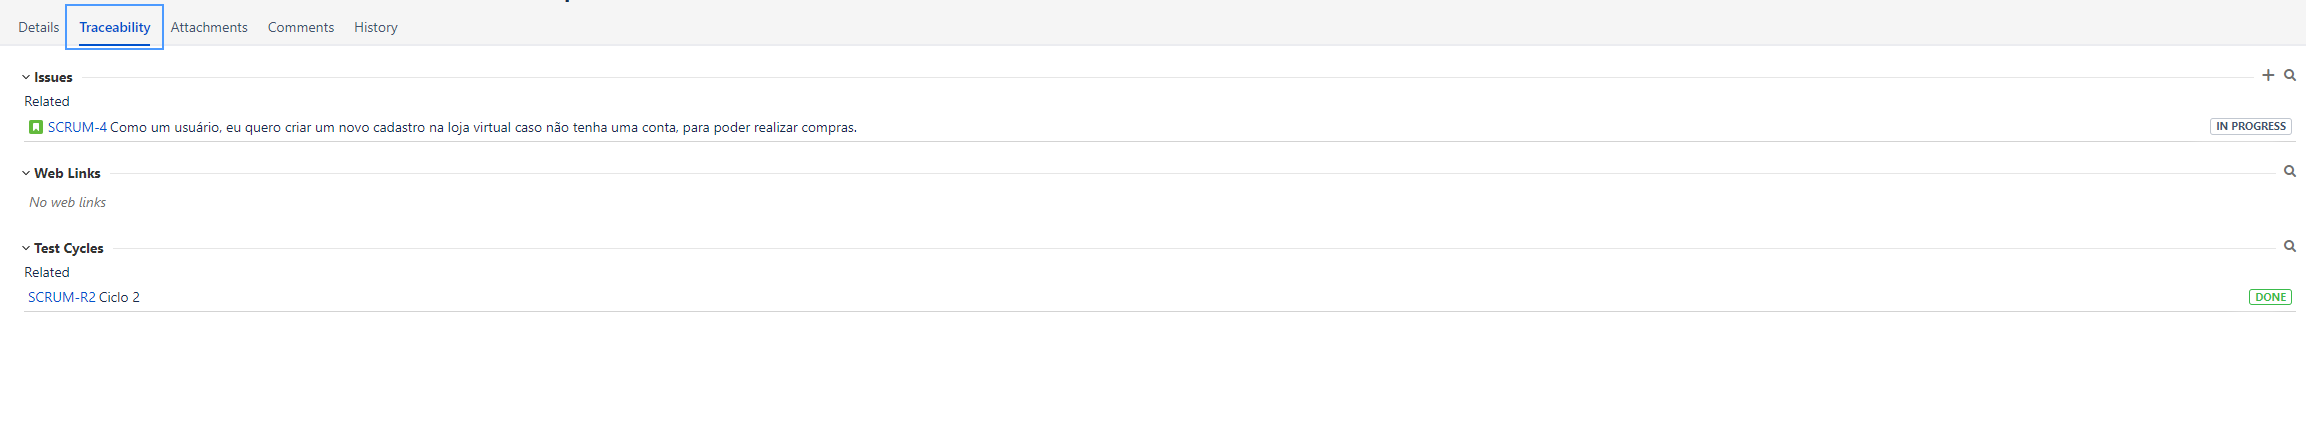 Details Traceability Attachments Comments History
Issues
Related
SCRUM-4 Como um usuário, eu quero criar um novo cadastro na loja virtual caso não tenha uma conta, para poder realizar compras. IN PROGRESS
Web Links
No web links
Test Cycles
Related
SCRUM-R2 Ciclo 2 DONE